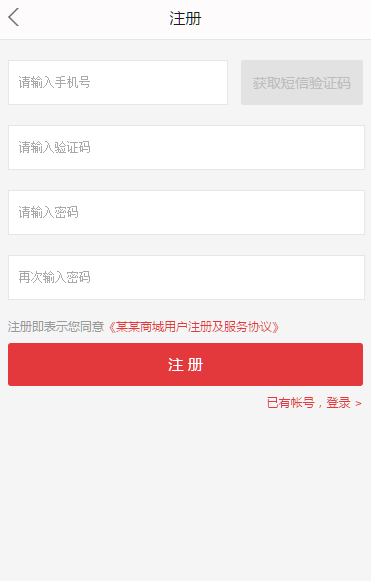 注册
请输入手机号 获取短信验证码
请输入验证码
请输入密码
再次输入密码
注册即表示您同意《某某商城用户注册及服务协议》
注 册
已有帐号，登录 >